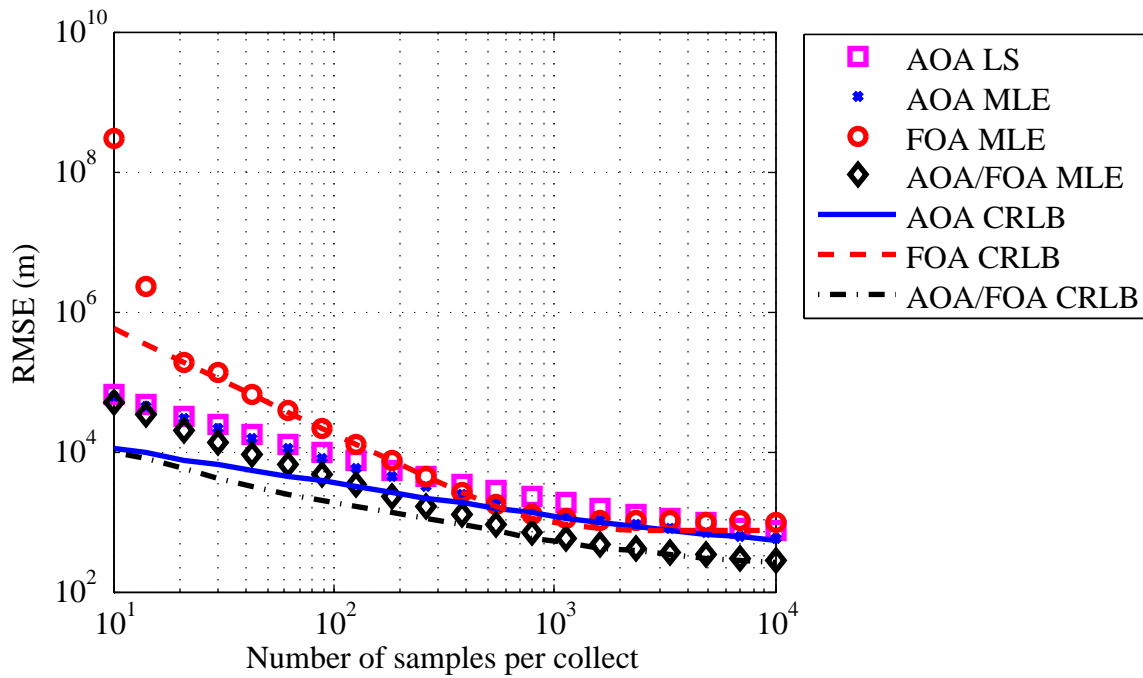 10^10
10^8
10^6
10^4
10^2
RMSE (m)
10^1
10^2
10^3
10^4
Number of samples per collect
AOA LS
AOA MLE
FOA MLE
AOA/FOA MLE
AOA CRLB
FOA CRLB
AOA/FOA CRLB